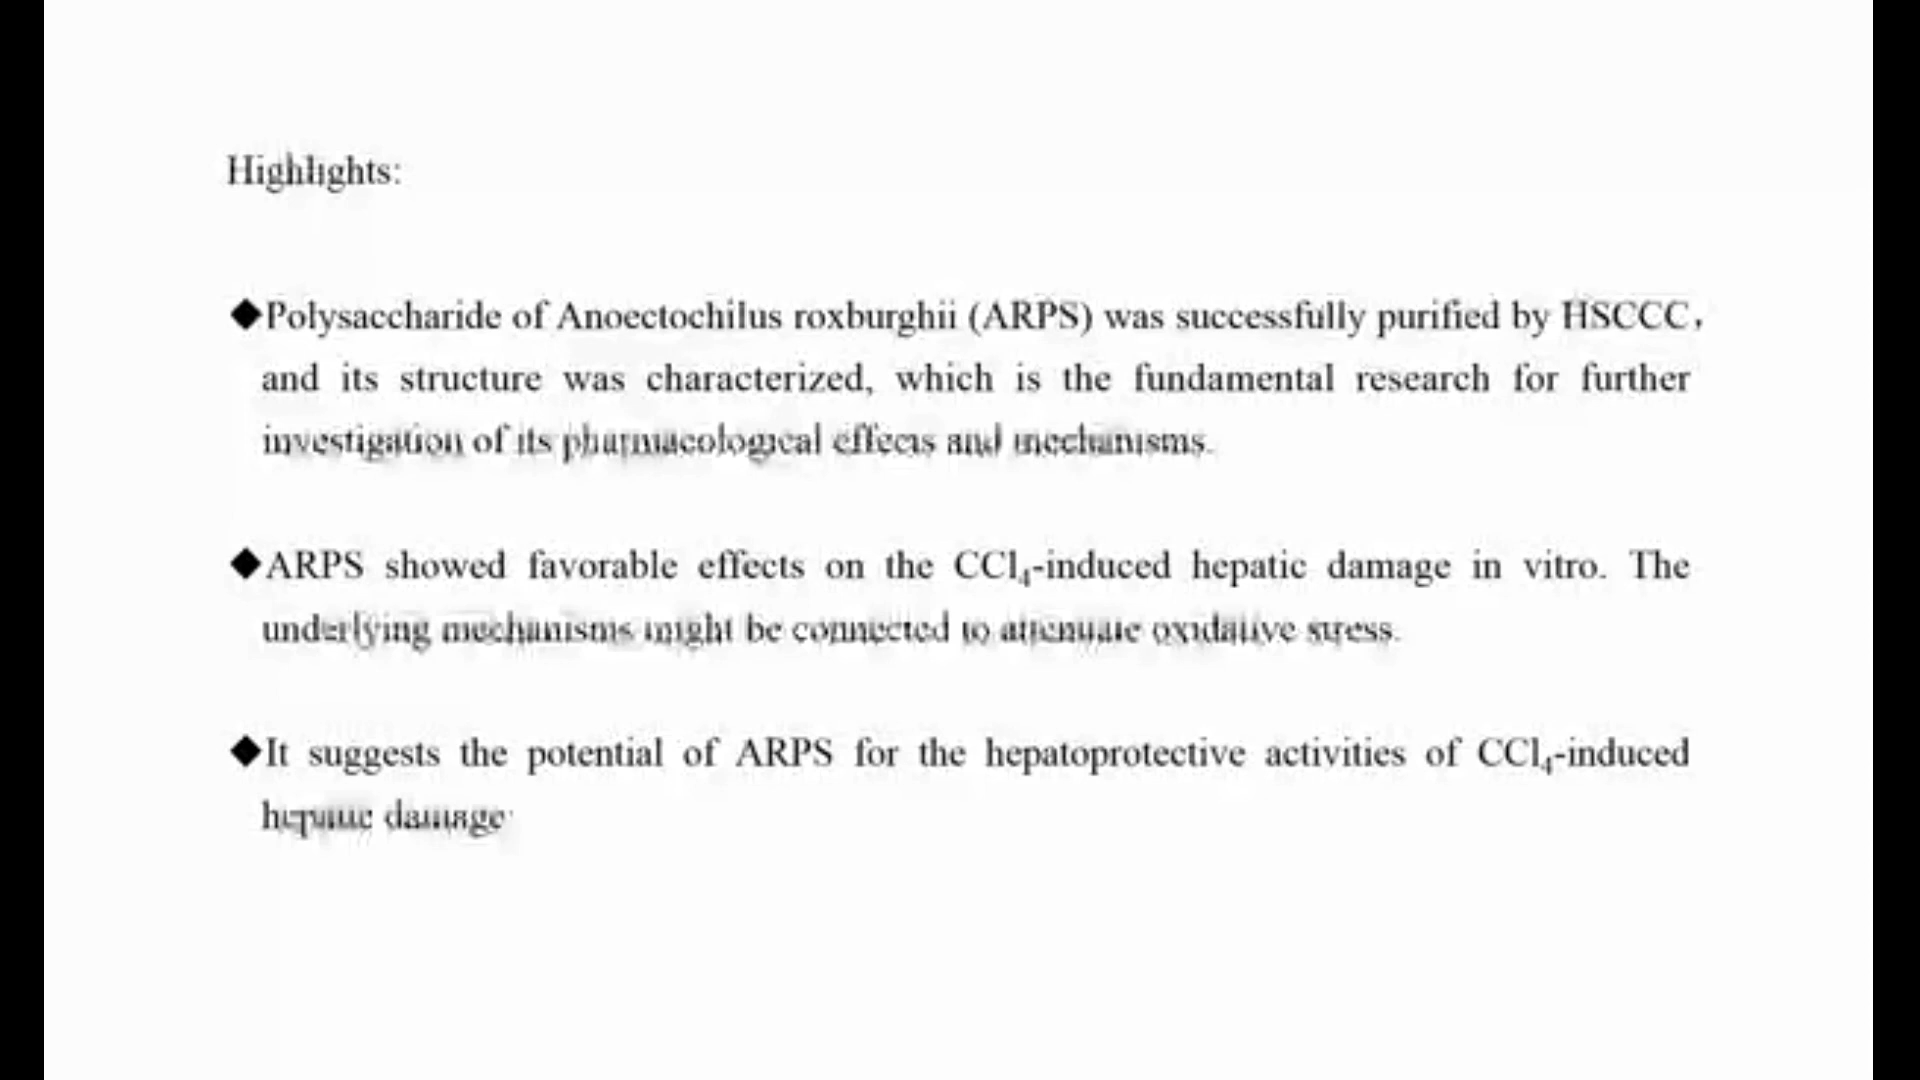 Highlights:
◆Polysaccharide of Anoectochilus roxburghii (ARPS) was successfully purified by HSCCC,
and its structure was characterized, which is the fundamental research for further
investigation of its pharmacological effects and mechanisms.
◆ARPS showed favorable effects on the CCl₄-induced hepatic damage in vitro. The
underlying mechanisms might be connected to attenuate oxidative stress.
◆It suggests the potential of ARPS for the hepatoprotective activities of CCl₄-induced
hepatic damage